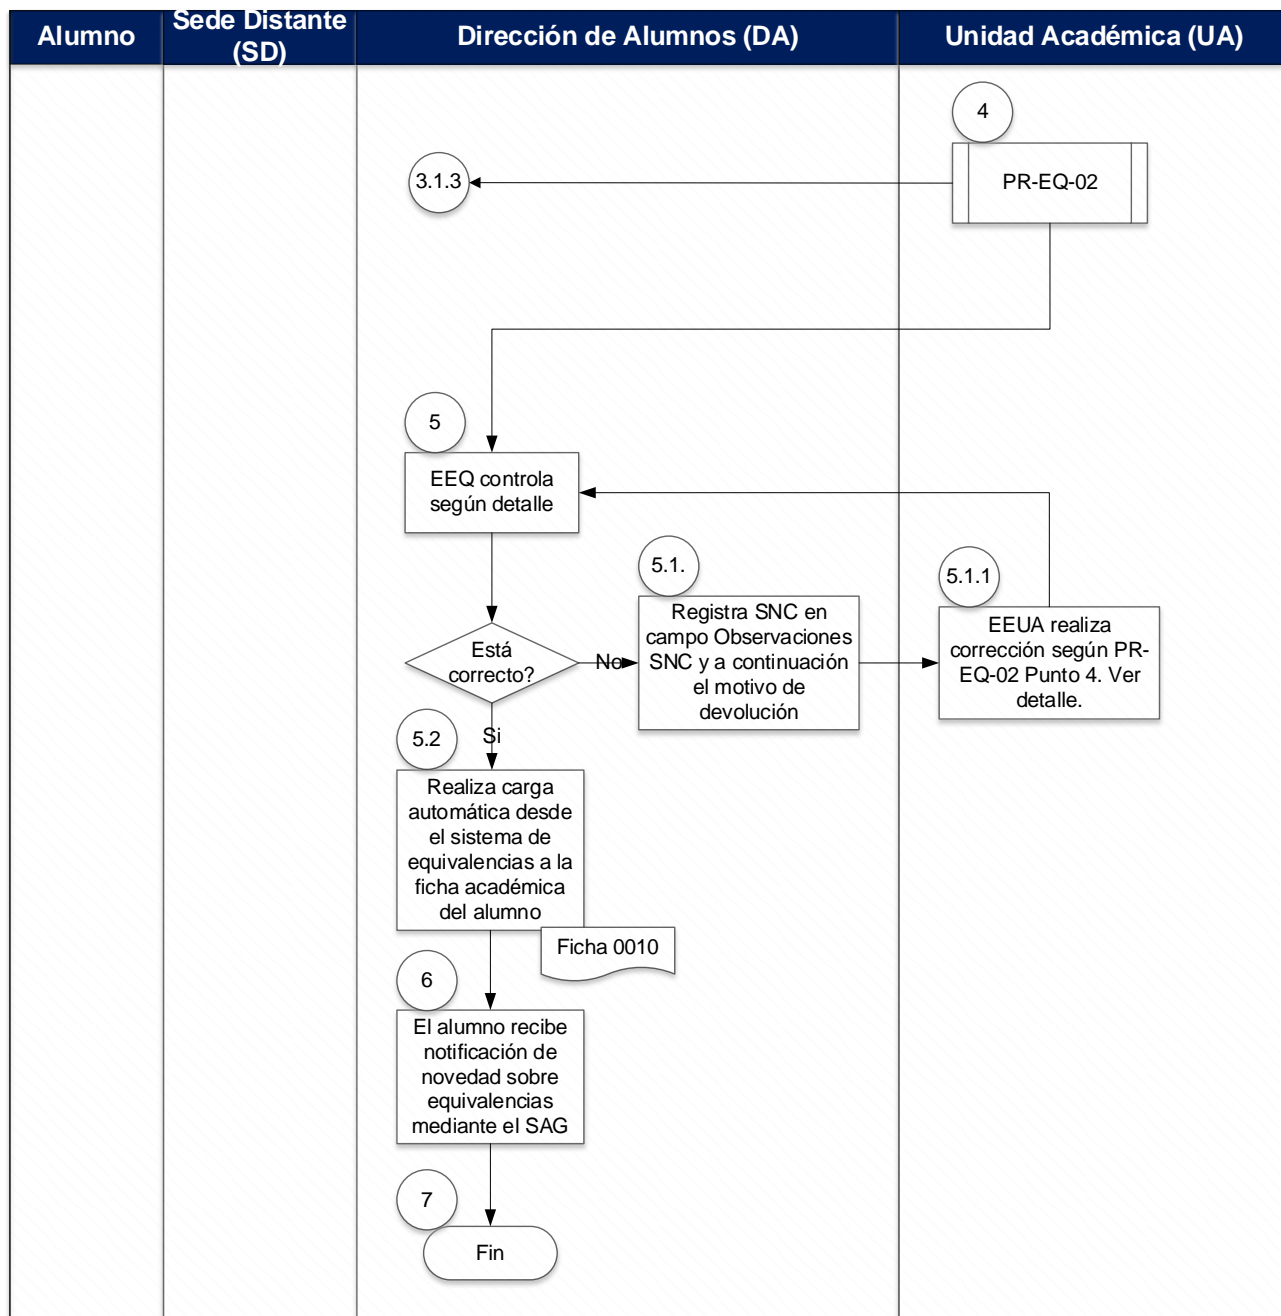 Alumno
Sede Distante
(SD)
Dirección de Alumnos (DA)
Unidad Académica (UA)
4
3.1.3
PR-EQ-02
5
EEQ controla
según detalle
5.1.
5.1.1
Registra SNC en
campo Observaciones
SNC y a continuación
el motivo de
devolución
EEUA realiza
corrección según PR-
EQ-02 Punto 4. Ver
detalle.
Está
correcto?
No
Si
5.2
Realiza carga
automática desde
el sistema de
equivalencias a la
ficha académica
del alumno
Ficha 0010
6
El alumno recibe
notificación de
novedad sobre
equivalencias
mediante el SAG
7
Fin